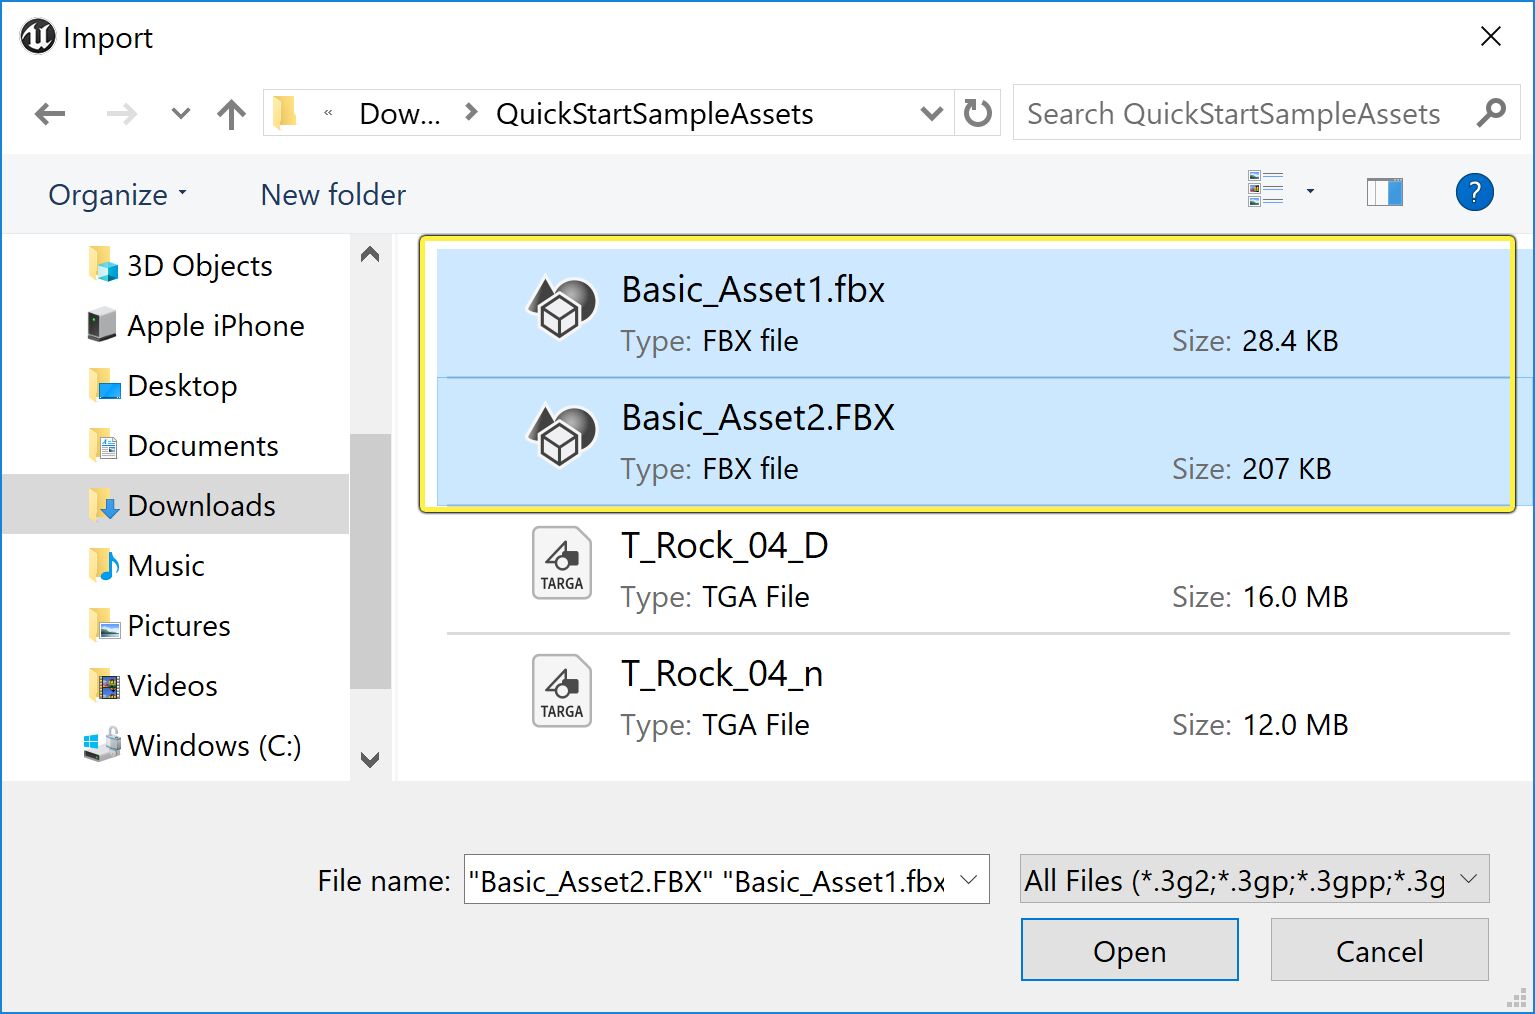 Import
« Dow... > QuickStartSampleAssets
Search QuickStartSampleAssets
Organize
New folder
?
3D Objects
Apple iPhone
Desktop
Documents
Downloads
Music
Pictures
Videos
Windows (C:)
Basic_Asset1.fbx
Type: FBX file Size: 28.4 KB
Basic_Asset2.FBX
Type: FBX file Size: 207 KB
TARGA
T_Rock_04_D
Type: TGA File Size: 16.0 MB
TARGA
T_Rock_04_n
Type: TGA File Size: 12.0 MB
File name: "Basic_Asset2.FBX" "Basic_Asset1.fbx
All Files (*.3g2;*.3gp;*.3gpp;*.3g
Open
Cancel